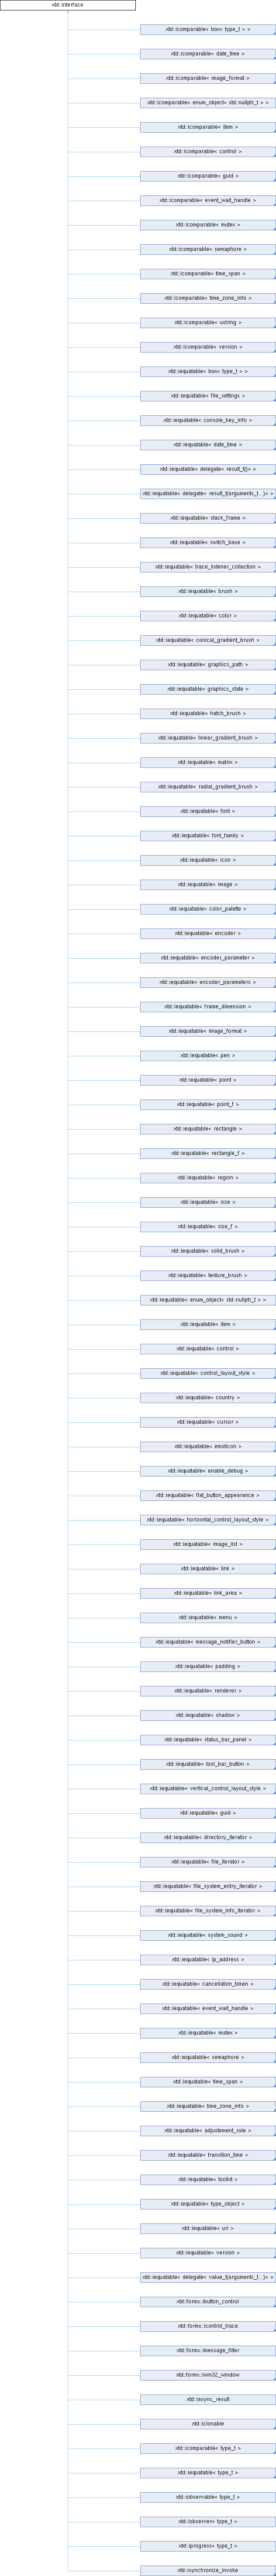 xtd::interface
xtd::icomparable< box< type_t > >
xtd::icomparable< date_time >
xtd::icomparable< image_format >
xtd::icomparable< enum_object< std::nullptr_t > >
xtd::icomparable< item >
xtd::icomparable< control >
xtd::icomparable< guid >
xtd::icomparable< event_wait_handle >
xtd::icomparable< mutex >
xtd::icomparable< semaphore >
xtd::icomparable< time_span >
xtd::icomparable< time_zone_info >
xtd::icomparable< ustring >
xtd::icomparable< version >
xtd::iequatable< box< type_t > >
xtd::iequatable< file_settings >
xtd::iequatable< console_key_info >
xtd::iequatable< date_time >
xtd::iequatable< delegate< result_t()> >
xtd::iequatable< delegate< result_t(arguments_t...)> >
xtd::iequatable< stack_frame >
xtd::iequatable< switch_base >
xtd::iequatable< trace_listener_collection >
xtd::iequatable< brush >
xtd::iequatable< color >
xtd::iequatable< conical_gradient_brush >
xtd::iequatable< graphics_path >
xtd::iequatable< graphics_state >
xtd::iequatable< hatch_brush >
xtd::iequatable< linear_gradient_brush >
xtd::iequatable< matrix >
xtd::iequatable< radial_gradient_brush >
xtd::iequatable< font >
xtd::iequatable< font_family >
xtd::iequatable< icon >
xtd::iequatable< image >
xtd::iequatable< color_palette >
xtd::iequatable< encoder >
xtd::iequatable< encoder_parameter >
xtd::iequatable< encoder_parameters >
xtd::iequatable< frame_dimension >
xtd::iequatable< image_format >
xtd::iequatable< pen >
xtd::iequatable< point >
xtd::iequatable< point_f >
xtd::iequatable< rectangle >
xtd::iequatable< rectangle_f >
xtd::iequatable< region >
xtd::iequatable< size >
xtd::iequatable< size_f >
xtd::iequatable< solid_brush >
xtd::iequatable< texture_brush >
xtd::iequatable< enum_object< std::nullptr_t > >
xtd::iequatable< item >
xtd::iequatable< control >
xtd::iequatable< control_layout_style >
xtd::iequatable< country >
xtd::iequatable< cursor >
xtd::iequatable< emoticon >
xtd::iequatable< enable_debug >
xtd::iequatable< flat_button_appearance >
xtd::iequatable< horizontal_control_layout_style >
xtd::iequatable< image_list >
xtd::iequatable< link >
xtd::iequatable< link_area >
xtd::iequatable< menu >
xtd::iequatable< message_notifier_button >
xtd::iequatable< padding >
xtd::iequatable< renderer >
xtd::iequatable< shadow >
xtd::iequatable< status_bar_panel >
xtd::iequatable< tool_bar_button >
xtd::iequatable< vertical_control_layout_style >
xtd::iequatable< guid >
xtd::iequatable< directory_iterator >
xtd::iequatable< file_iterator >
xtd::iequatable< file_system_entry_iterator >
xtd::iequatable< file_system_info_iterator >
xtd::iequatable< system_sound >
xtd::iequatable< ip_address >
xtd::iequatable< cancellation_token >
xtd::iequatable< event_wait_handle >
xtd::iequatable< mutex >
xtd::iequatable< semaphore >
xtd::iequatable< time_span >
xtd::iequatable< time_zone_info >
xtd::iequatable< adjustement_rule >
xtd::iequatable< transition_time >
xtd::iequatable< toolkit >
xtd::iequatable< type_object >
xtd::iequatable< uri >
xtd::iequatable< version >
xtd::iequatable< delegate< value_t(arguments_t...)> >
xtd::forms::ibutton_control
xtd::forms::icontrol_trace
xtd::forms::imessage_filter
xtd::forms::iwin32_window
xtd::iasync_result
xtd::iclonable
xtd::icomparable< type_t >
xtd::iequatable< type_t >
xtd::iobservable< type_t >
xtd::iobserver< type_t >
xtd::iprogress< type_t >
xtd::isynchronize_invoke